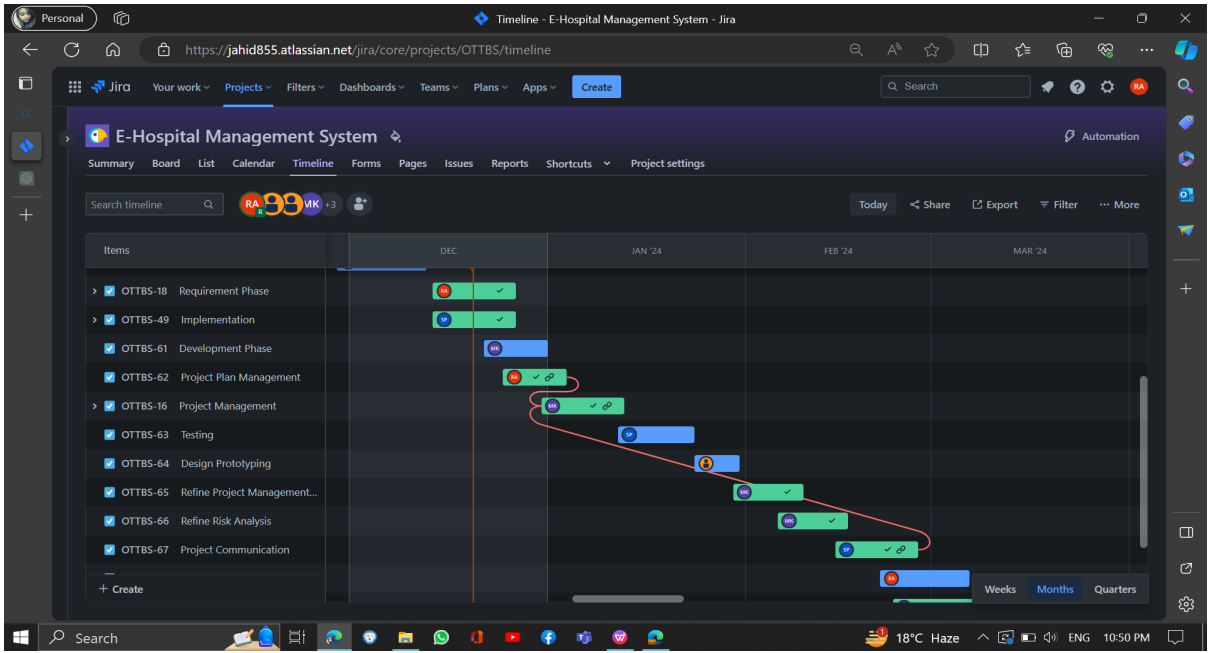 Personal
Timeline - E-Hospital Management System - Jira
https://jahid855.atlassian.net/jira/core/projects/OTTBS/timeline
Jira Your work Projects Filters Dashboards Teams Plans Apps Create Search RA
E-Hospital Management System
Automation
Summary Board List Calendar Timeline Forms Pages Issues Reports Shortcuts Project settings
Search timeline RA R MK +3 Today Share Export Filter More
Items DEC JAN '24 FEB '24 MAR '24
OTTBS-18 Requirement Phase RA
OTTBS-49 Implementation SP
OTTBS-61 Development Phase MK
OTTBS-62 Project Plan Management RA
OTTBS-16 Project Management MK
OTTBS-63 Testing SP
OTTBS-64 Design Prototyping
OTTBS-65 Refine Project Management... MK
OTTBS-66 Refine Risk Analysis MK
OTTBS-67 Project Communication SP
RA
+ Create Weeks Months Quarters
Search 1 18°C Haze ENG 10:50 PM